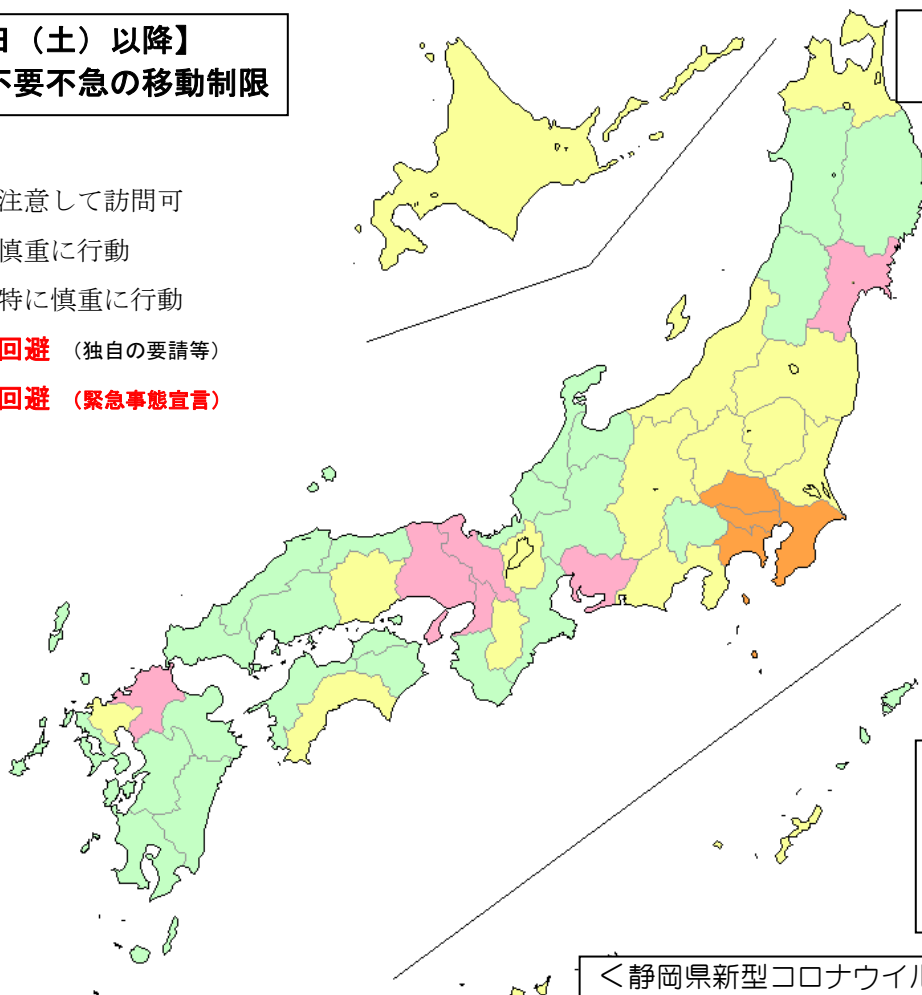 日（土）以降】
不要不急の移動制限
注意して訪問可
慎重に行動
特に慎重に行動
回避 （独自の要請等）
回避 （緊急事態宣言）
＜静岡県新型コロナウイル